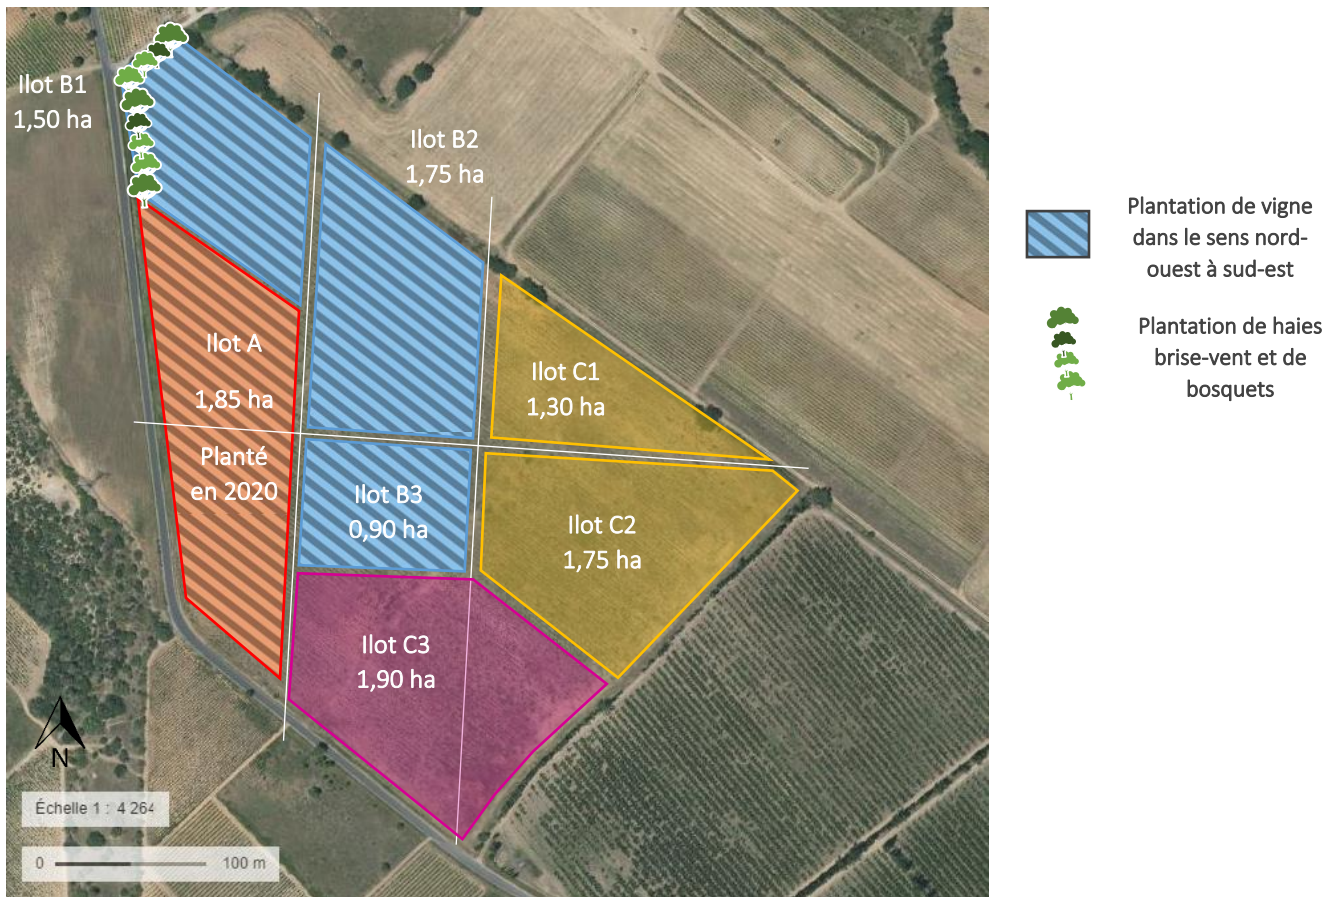 Ilot B1
1,50 ha
Ilot B2
1,75 ha
Ilot A
1,85 ha
Planté
en 2020
Ilot B3
0,90 ha
Ilot C1
1,30 ha
Ilot C2
1,75 ha
Ilot C3
1,90 ha
N
Échelle 1 : 4 264
0 100 m
Plantation de vigne
dans le sens nord-
ouest à sud-est
Plantation de haies
brise-vent et de
bosquets